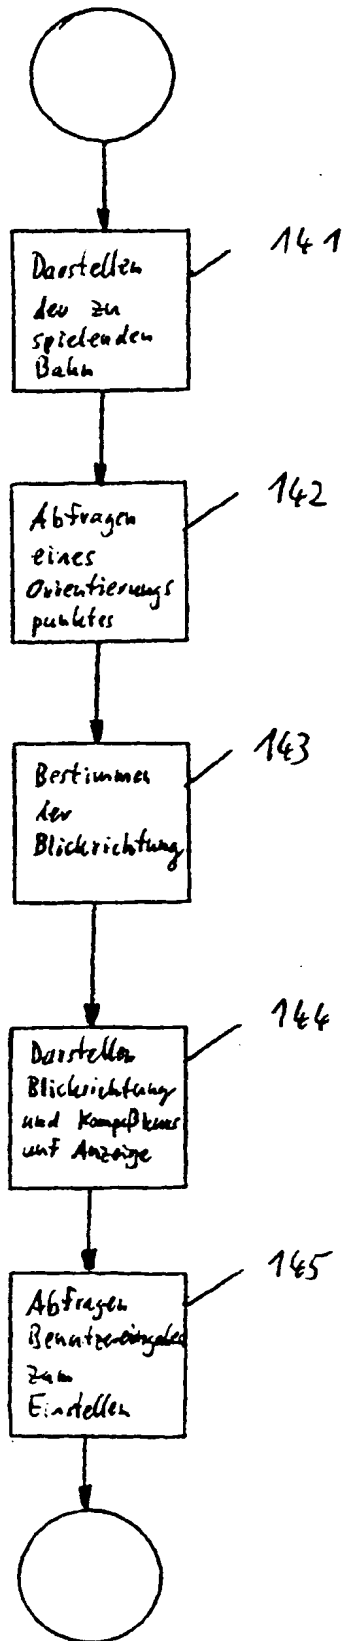 141
Darstellen
der zu
spielenden
Bahn
142
Abfragen
eines
Orientierungs
punktes
143
Bestimmen
der
Blickrichtung
144
Darstellen
Blickrichtung
und Kompaßkurs
auf Anzeige
145
Abfragen
Benutzereingaben
zum
Einstellen